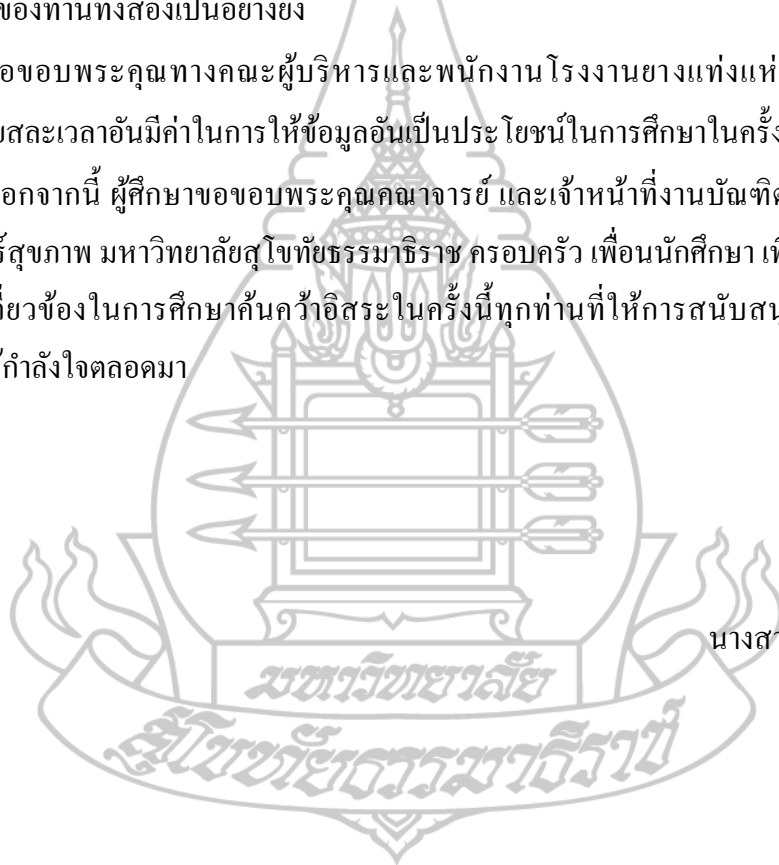 ของท่านทั้งสองเป็นอย่างยิ่ง
อขอบพระคุณทางคณะผู้บริหารและพนักงานโรงงานยางแท่งแห่
ยสละเวลาอันมีค่าในการให้ข้อมูลอันเป็นประโยชน์ในการศึกษาในครั้ง
อกจากนี้ ผู้ศึกษาขอขอบพระคุณคณาจารย์ และเจ้าหน้าที่งานบัณฑิต
ร์สุขภาพ มหาวิทยาลัยสุโขทัยธรรมาธิราช ครอบครัว เพื่อนนักศึกษา เพื
กี่ยวข้องในการศึกษาค้นคว้าอิสระในครั้งนี้ทุกท่านที่ให้การสนับสนุ
ห้กำลังใจตลอดมา
นางสา
มหาวิทยาลัย
สุโขทัยธรรมาธิราช